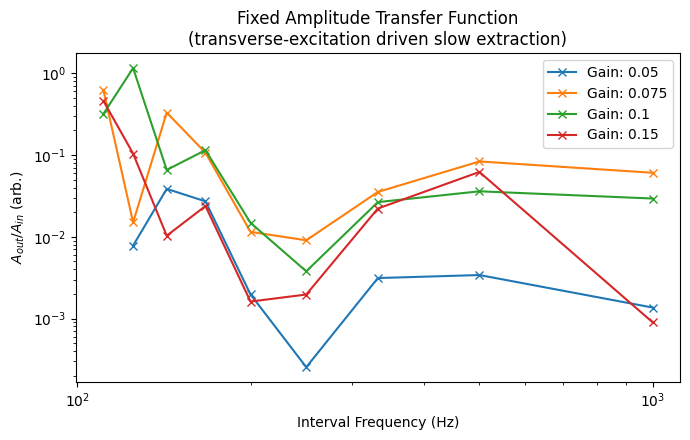 Fixed Amplitude Transfer Function
(transverse-excitation driven slow extraction)
Gain: 0.05
Gain: 0.075
Gain: 0.1
Gain: 0.15
10⁰
10⁻¹
10⁻²
10⁻³
A_out/A_in (arb.)
10² 10³
Interval Frequency (Hz)